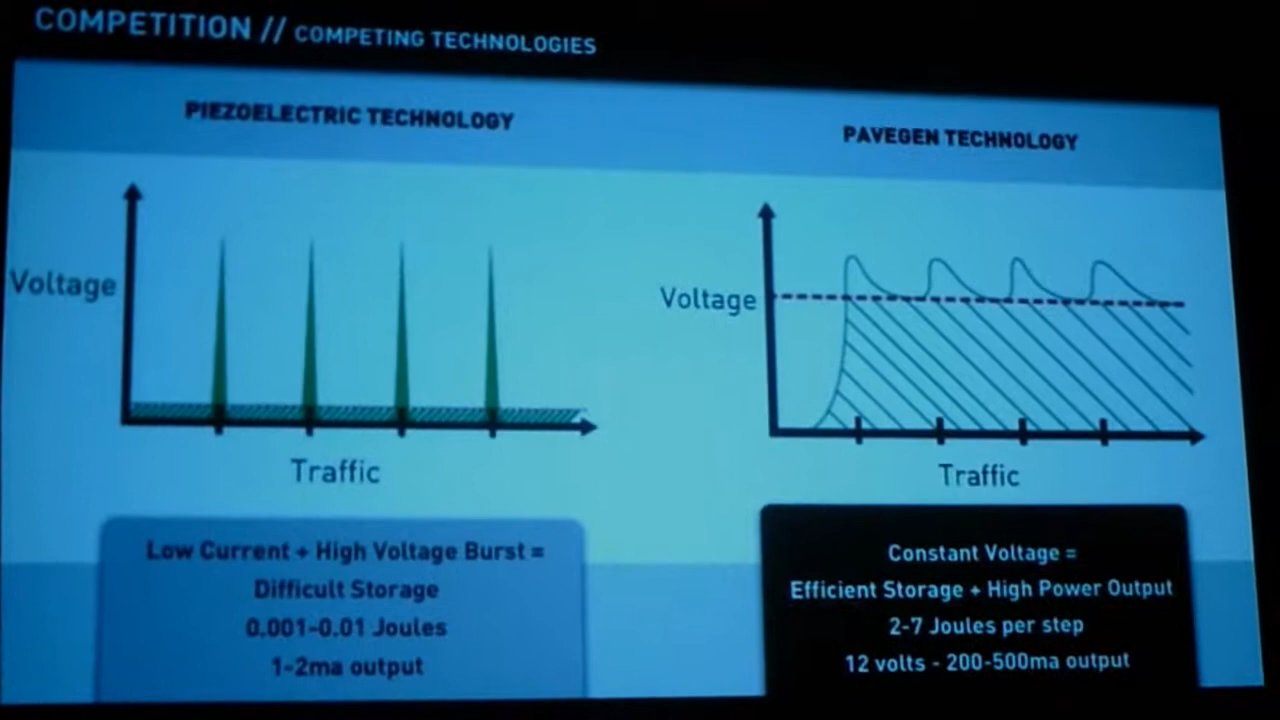 COMPETITION // COMPETING TECHNOLOGIES
PIEZOELECTRIC TECHNOLOGY
Voltage
Traffic
Low Current + High Voltage Burst =
Difficult Storage
0.001-0.01 Joules
1-2ma output
PAVEGEN TECHNOLOGY
Voltage
Traffic
Constant Voltage =
Efficient Storage + High Power Output
2-7 Joules per step
12 volts - 200-500ma output